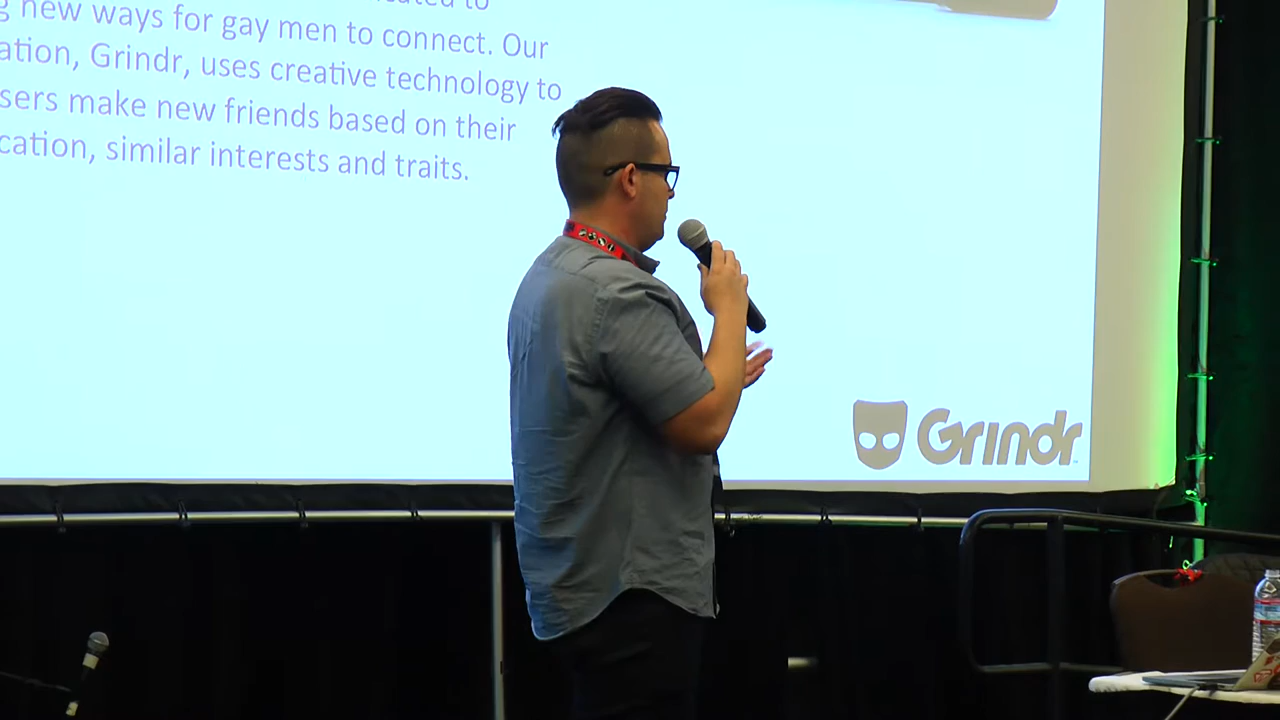 new ways for gay men to connect. Our
ation, Grindr, uses creative technology to
sers make new friends based on their
cation, similar interests and traits.
Grindr